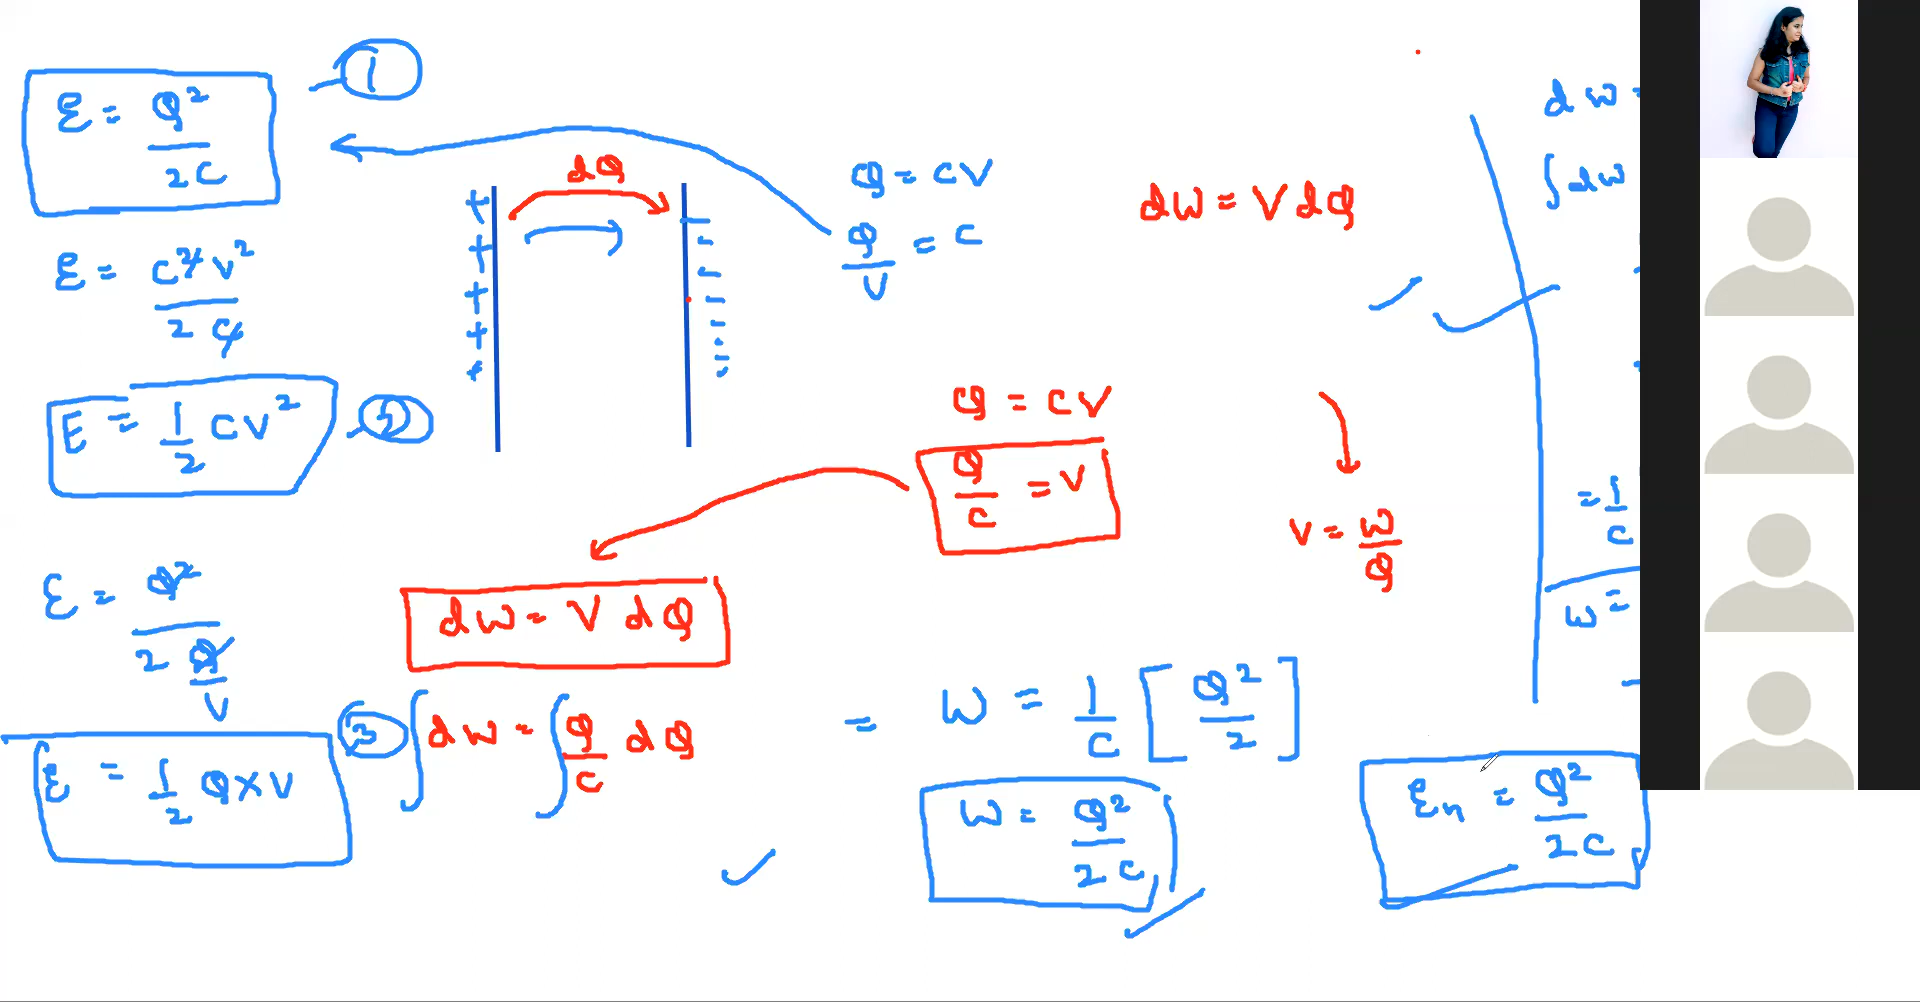 1
E = Q² / 2C
E = C²V² / 2C
E = 1/2 CV²
2
E = Q² / 2 Q/V
3
E = 1/2 Q×V
dQ
+
+
+
+
+
Q = CV
Q/V = C
dW = V dQ
Q = CV
Q/C = V
V = W/Q
dW = V dQ
∫dW = ∫ Q/C dQ
= W = 1/C [Q²/2]
W = Q² / 2C
En = Q² / 2C
dW =
∫dW
= 1/C
W =